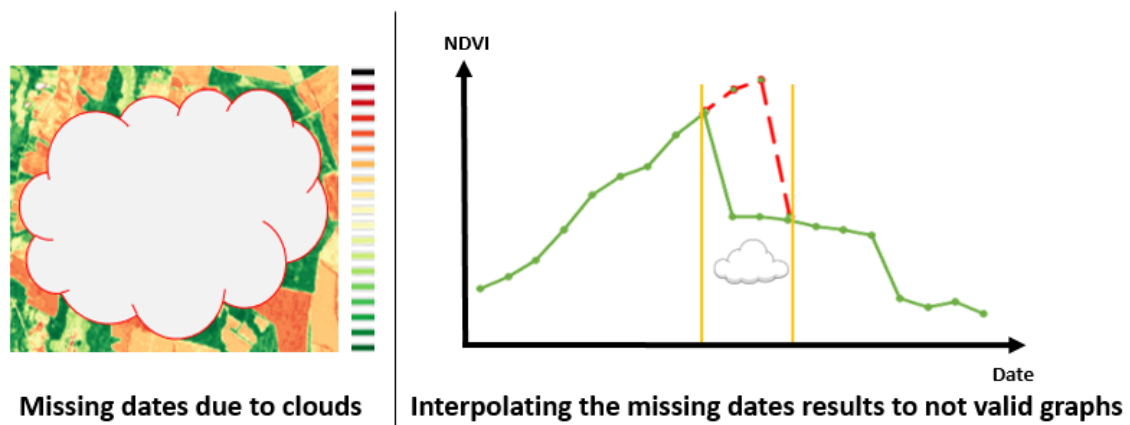 NDVI
Date
Missing dates due to clouds
Interpolating the missing dates results to not valid graphs